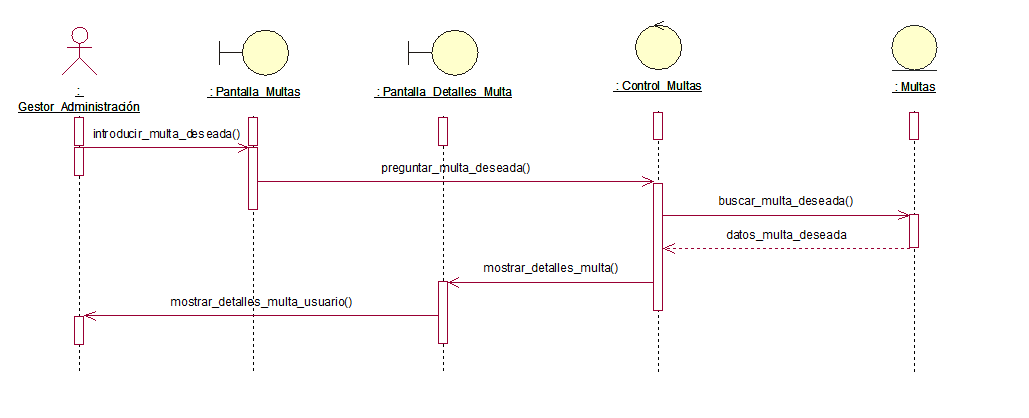 :
Gestor_Administración
: Pantalla_Multas
: Pantalla_Detalles_Multa
: Control_Multas
: Multas
introducir_multa_deseada()
preguntar_multa_deseada()
buscar_multa_deseada()
datos_multa_deseada
mostrar_detalles_multa()
mostrar_detalles_multa_usuario()